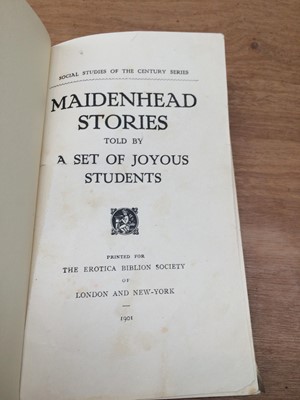 SOCIAL STUDIES OF THE CENTURY SERIES
MAIDENHEAD
STORIES
TOLD BY
A SET OF JOYOUS
STUDENTS
PRINTED FOR
THE EROTICA BIBLION SOCIETY
OF
LONDON AND NEW-YORK
1901